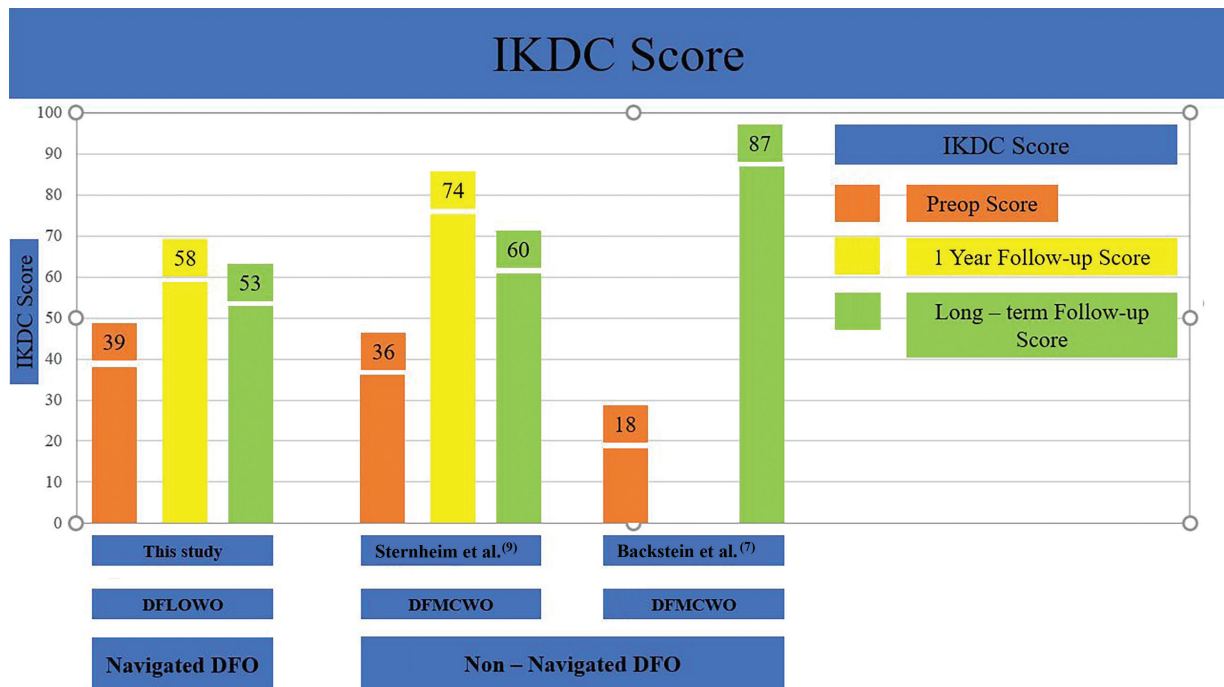 IKDC Score
100
90
80
70
60
50
40
30
20
10
0
IKDC Score
39
58
53
36
74
60
18
87
IKDC Score
Preop Score
1 Year Follow-up Score
Long – term Follow-up
Score
This study
Sternheim et al.(9)
Backstein et al.(7)
DFLOWO
DFMCWO
DFMCWO
Navigated DFO
Non – Navigated DFO